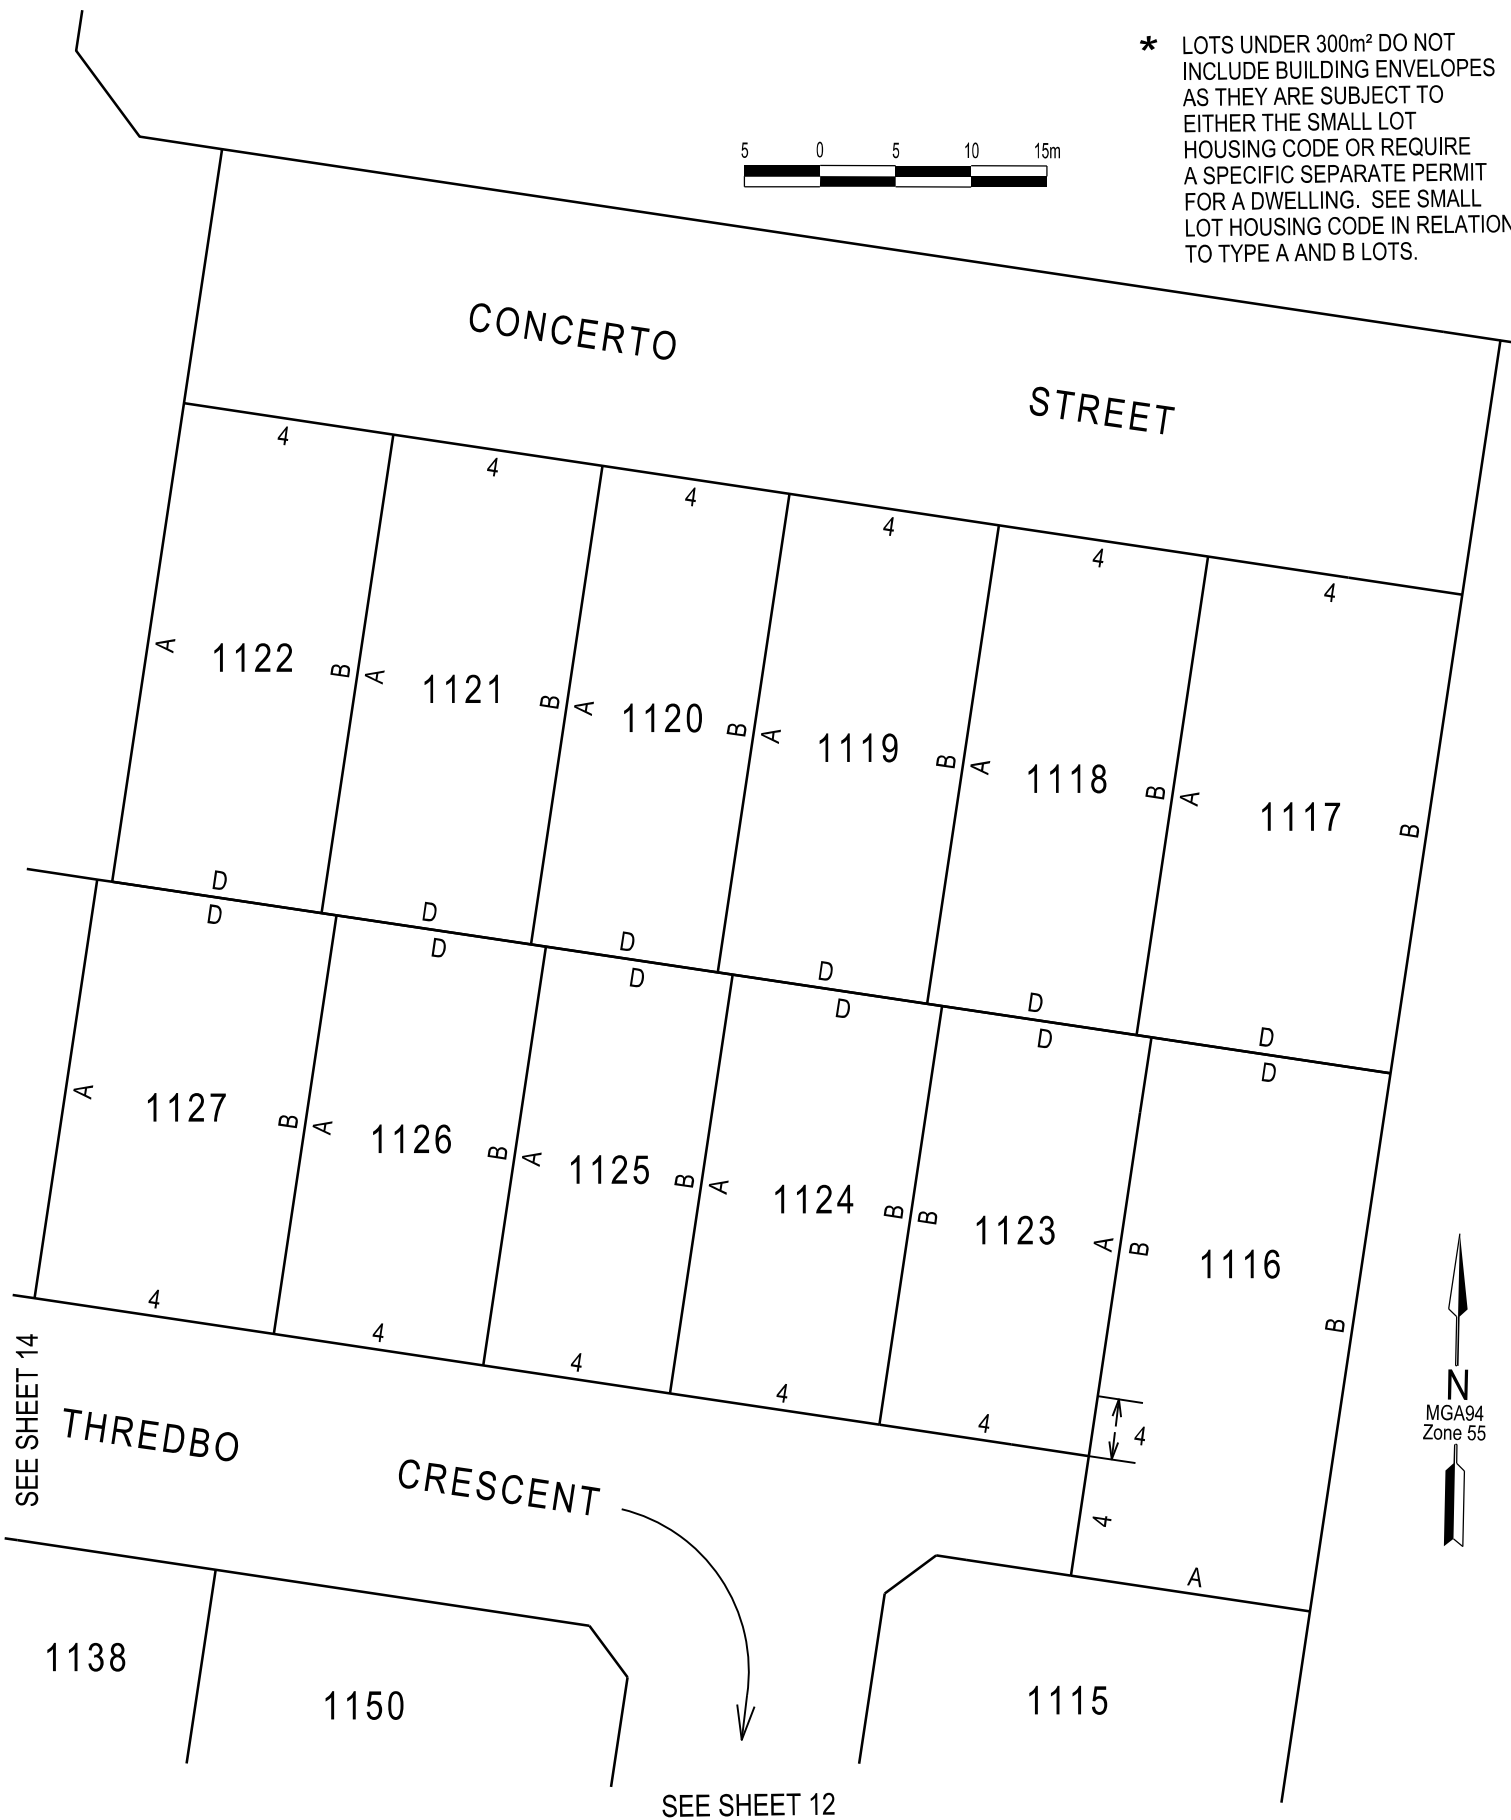 * LOTS UNDER 300m² DO NOT
INCLUDE BUILDING ENVELOPES
AS THEY ARE SUBJECT TO
EITHER THE SMALL LOT
HOUSING CODE OR REQUIRE
A SPECIFIC SEPARATE PERMIT
FOR A DWELLING. SEE SMALL
LOT HOUSING CODE IN RELATION
TO TYPE A AND B LOTS.
5 0 5 10 15m
CONCERTO STREET
4 4 4 4 4 4
A 1122 B
A 1121 B
A 1120 B
A 1119 B
A 1118 B
A 1117 B
D D D D D D
D D D D D D
A 1127 B
A 1126 B
A 1125 B
A 1124 B
B 1123 A
B 1116 B
4 4 4 4 4
4
4
A
N
MGA94
Zone 55
SEE SHEET 14
THREDBO CRESCENT
1138
1150
1115
SEE SHEET 12